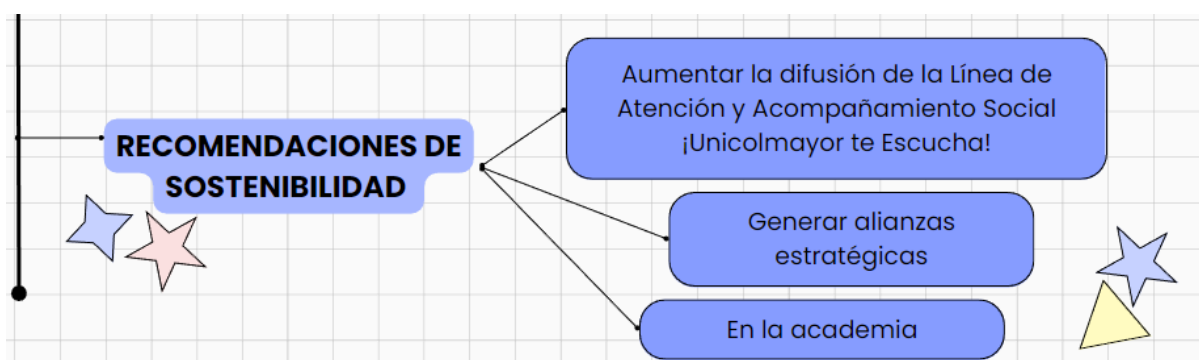 RECOMENDACIONES DE
SOSTENIBILIDAD
Aumentar la difusión de la Línea de
Atención y Acompañamiento Social
¡Unicolmayor te Escucha!
Generar alianzas
estratégicas
En la academia